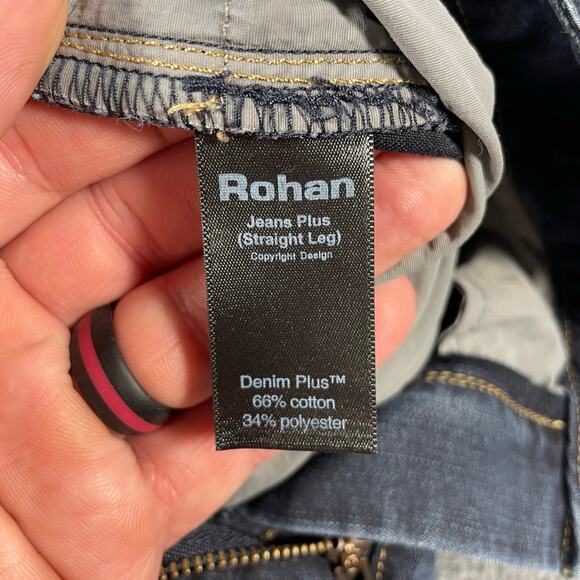 Rohan
Jeans Plus
(Straight Leg)
Copyright Design
Denim Plus™
66% cotton
34% polyester